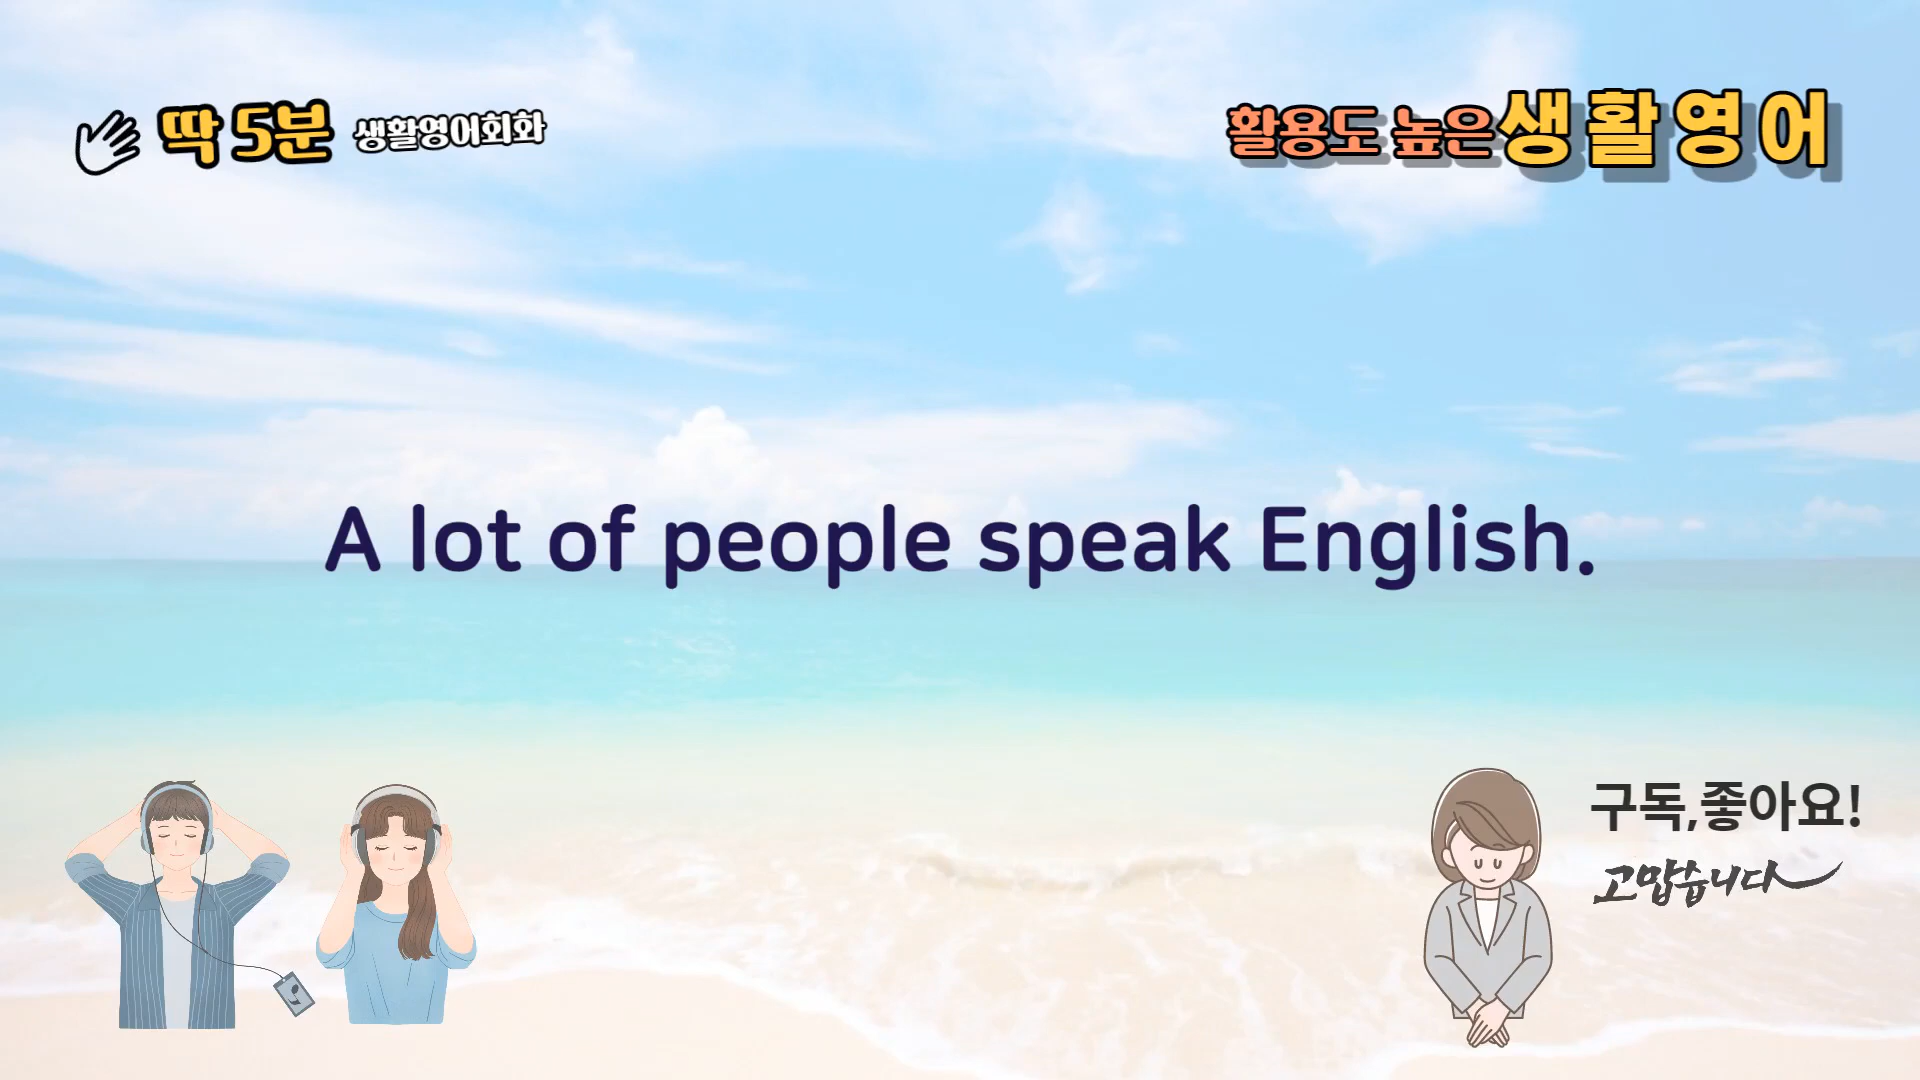 딱 5분 생활영어회화
활용도 높은 생활영어
A lot of people speak English.
구독,좋아요!
고맙습니다